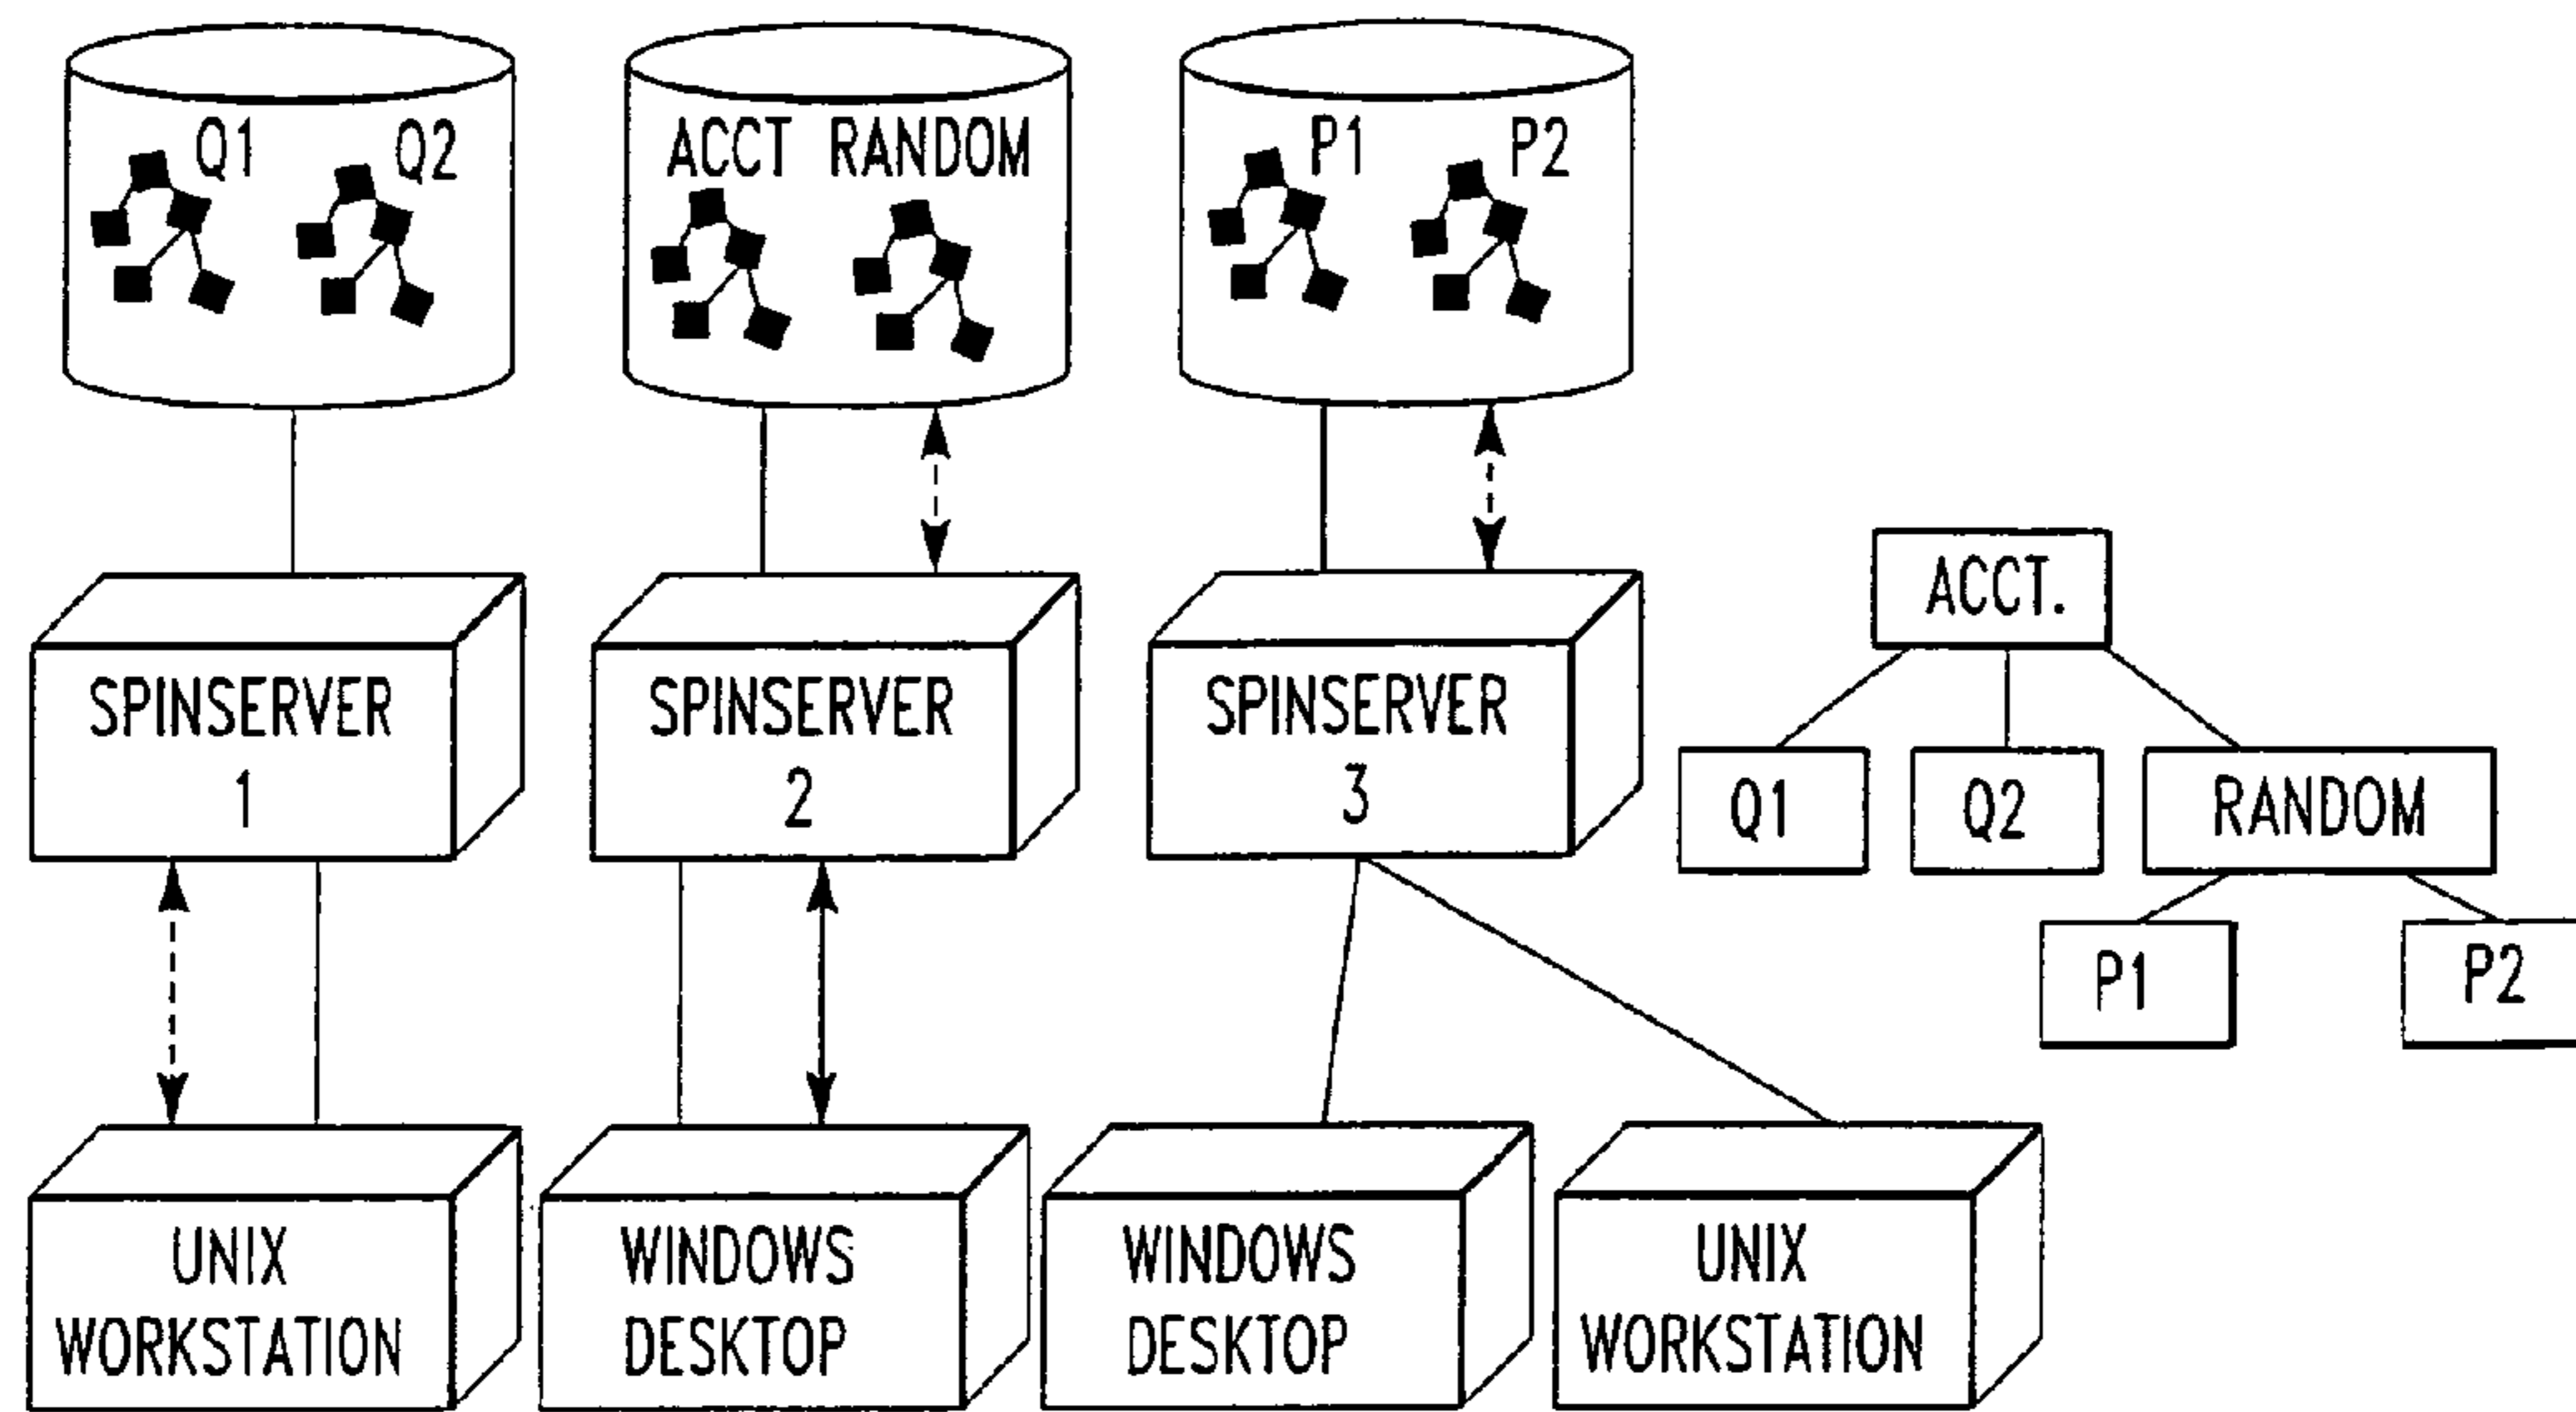 Q1 Q2
ACCT RANDOM
P1 P2
SPINSERVER
1
SPINSERVER
2
SPINSERVER
3
ACCT.
Q1
Q2
RANDOM
P1
P2
UNIX
WORKSTATION
WINDOWS
DESKTOP
WINDOWS
DESKTOP
UNIX
WORKSTATION